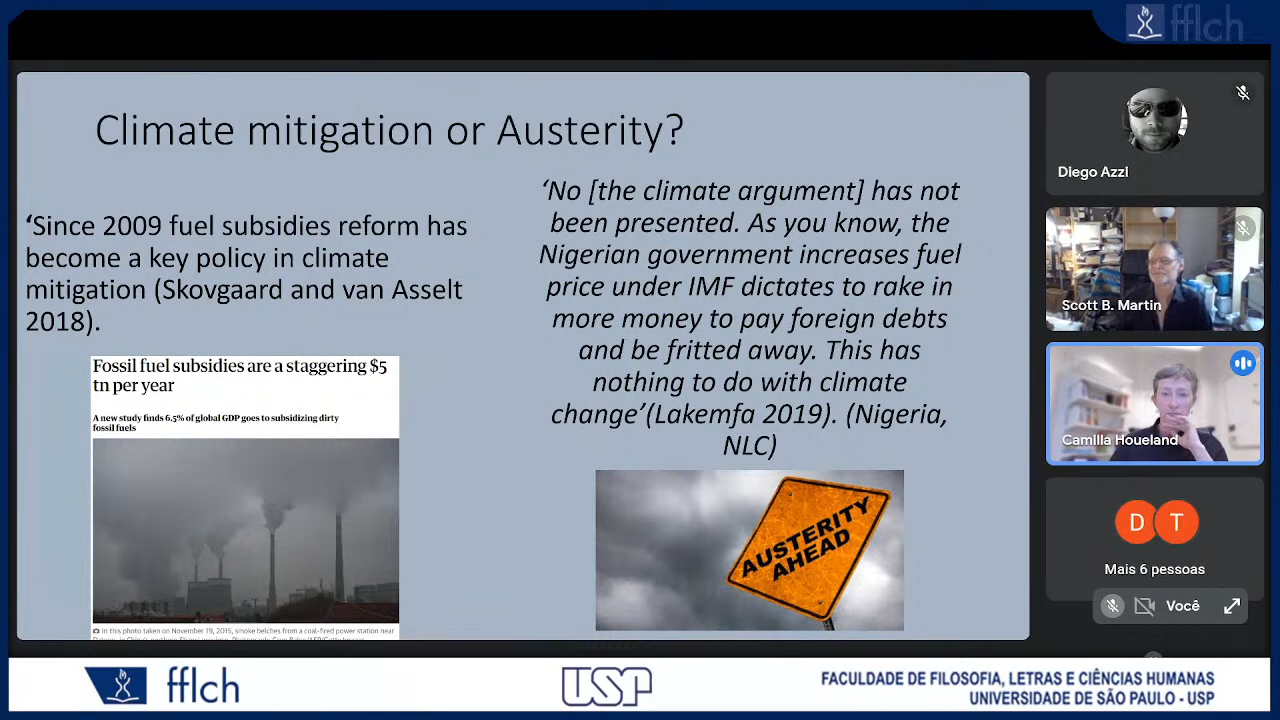 fflch
Climate mitigation or Austerity?
‘Since 2009 fuel subsidies reform has
become a key policy in climate
mitigation (Skovgaard and van Asselt
2018).
Fossil fuel subsidies are a staggering $5
tn per year
A new study finds 6.5% of global GDP goes to subsidizing dirty
fossil fuels
In this photo taken on November 19, 2015, smoke belches from a coal-fired power station near
‘No [the climate argument] has not
been presented. As you know, the
Nigerian government increases fuel
price under IMF dictates to rake in
more money to pay foreign debts
and be fritted away. This has
nothing to do with climate
change’(Lakemfa 2019). (Nigeria,
NLC)
AUSTERITY
AHEAD
Diego Azzi
Scott B. Martin
Camilla Houeland
D T
Mais 6 pessoas
Você
fflch
USP
FACULDADE DE FILOSOFIA, LETRAS E CIÊNCIAS HUMANAS
UNIVERSIDADE DE SÃO PAULO - USP